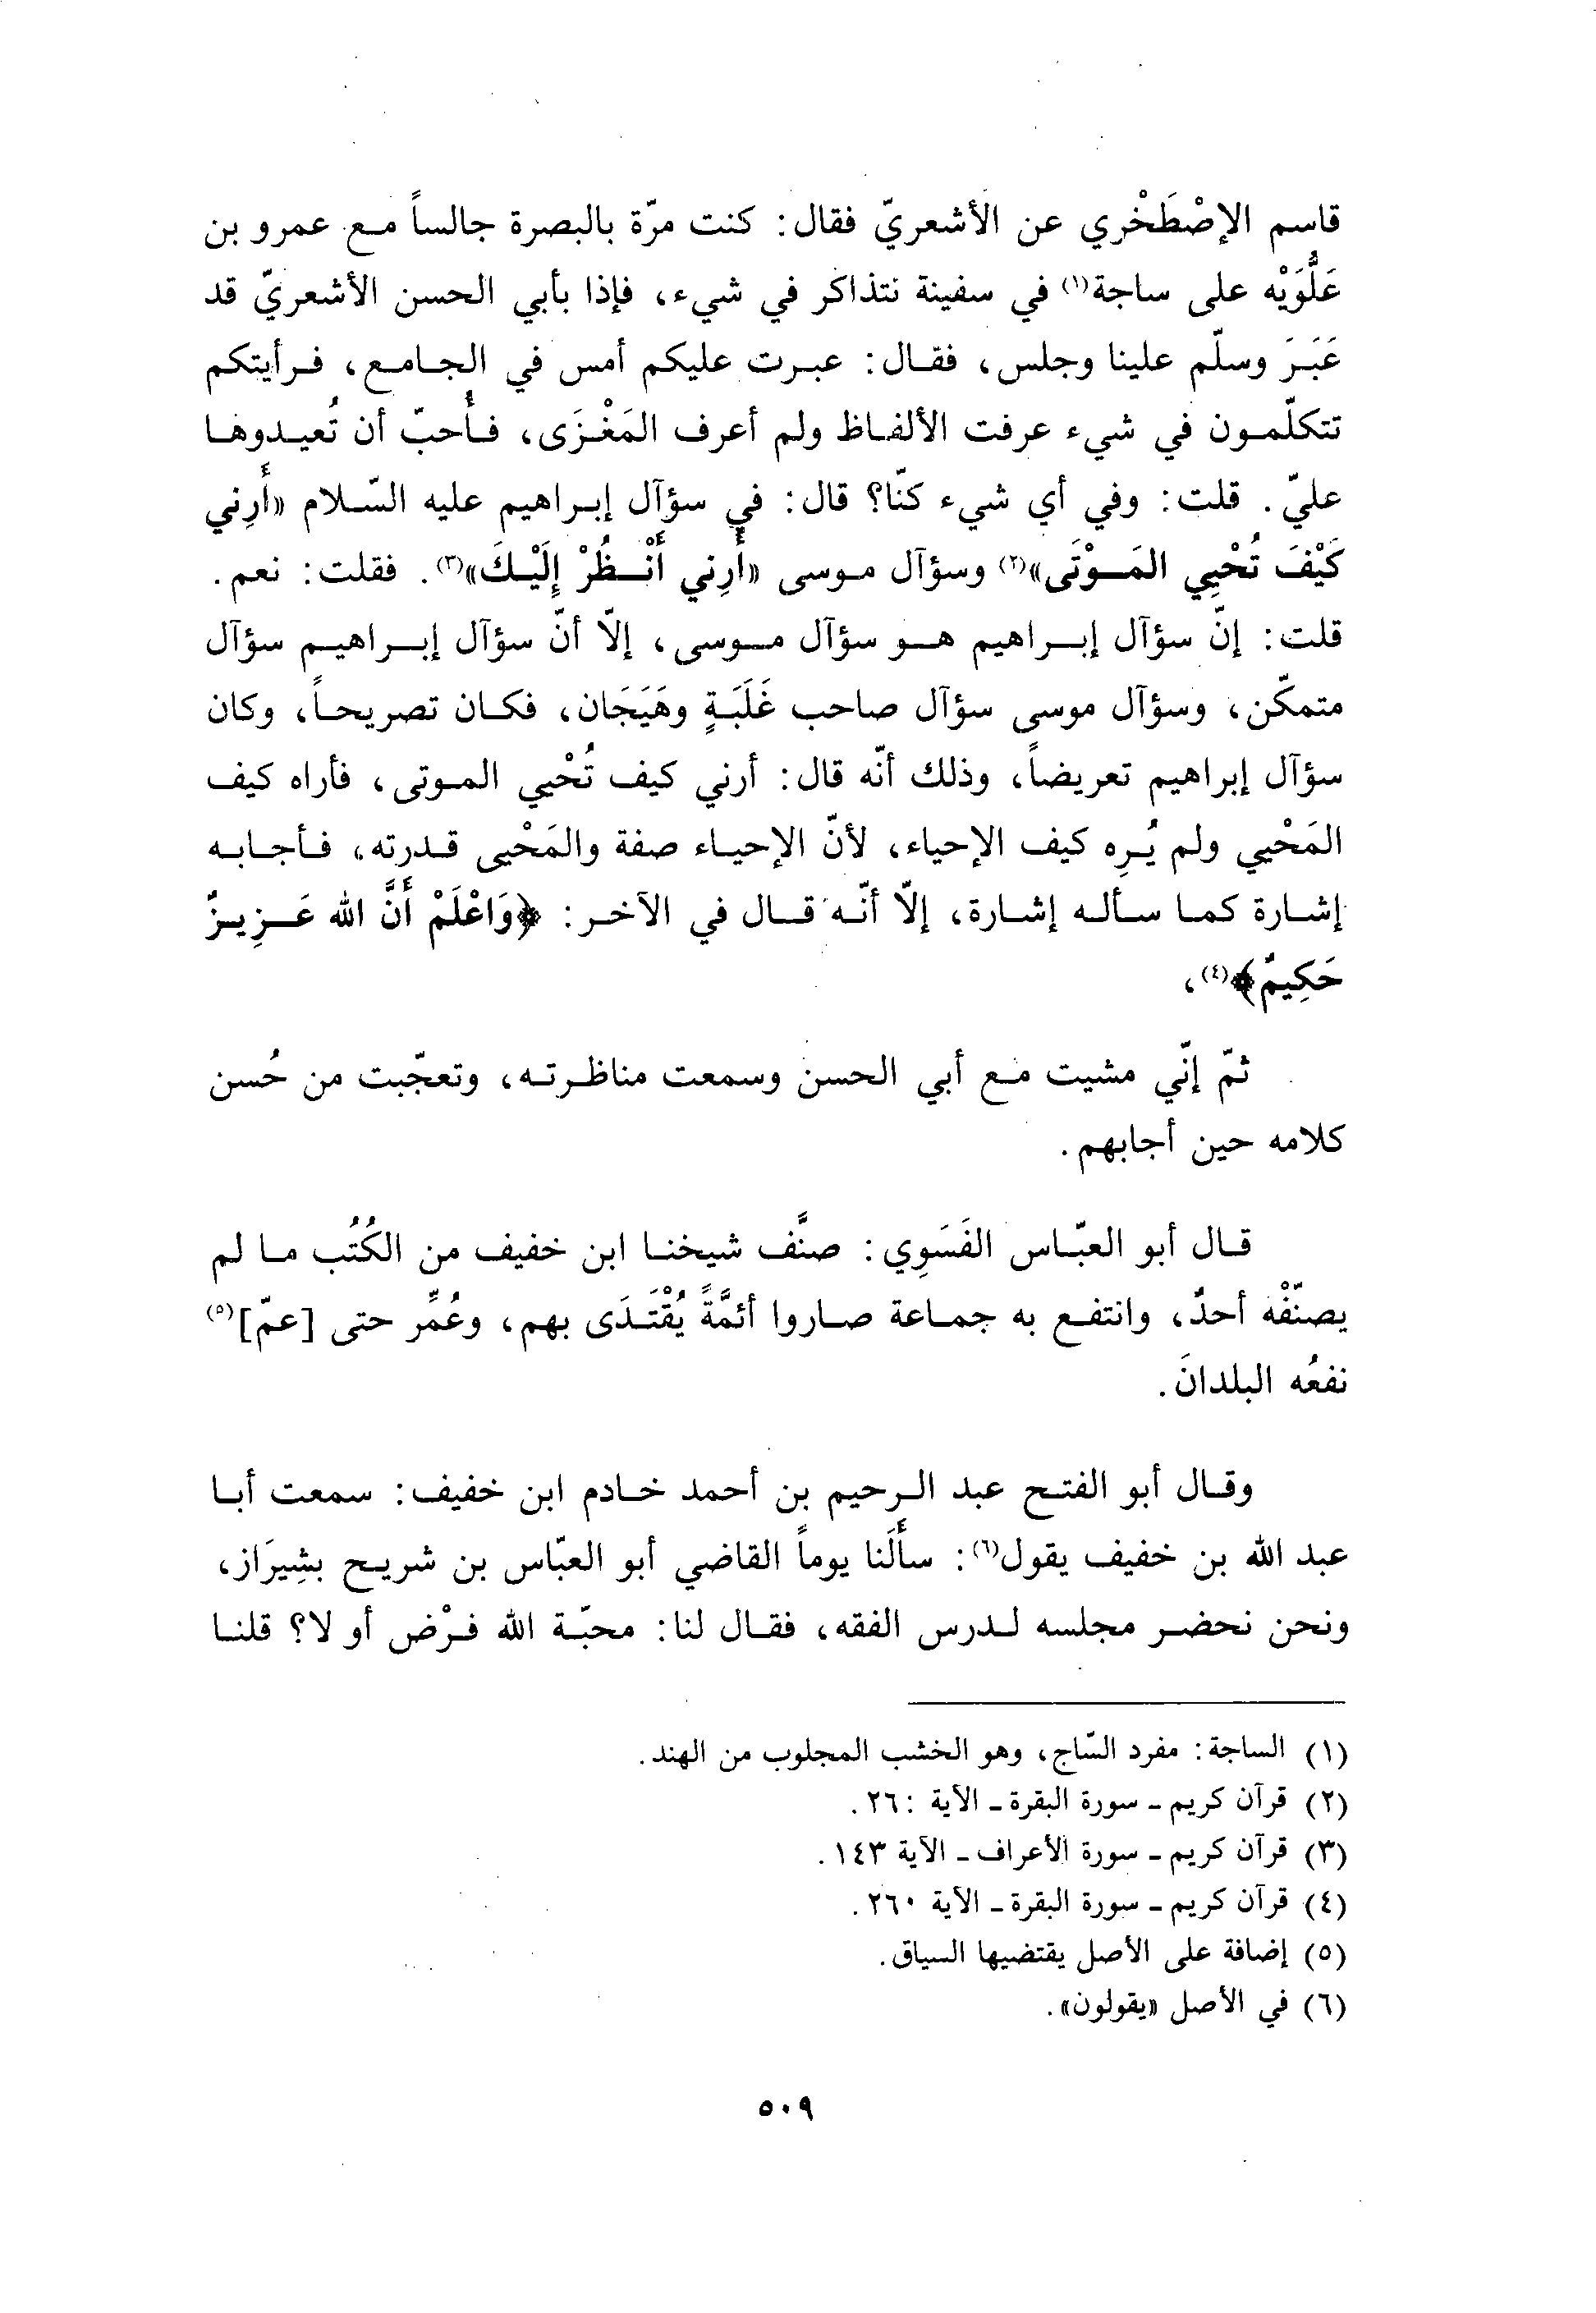 قاسم الإصْطَخْري عن الأشعريّ فقال: كنت مرّة بالبصرة جالساً مع عمرو بن
عَلُّوَيْه على ساجة(١) في سفينة نتذاكر في شيء، فإذا بأبي الحسن الأشعريّ قد
عَبَرَ وسلّم علينا وجلس، فقال: عبرت عليكم أمس في الجامع، فرأيتكم
تتكلّمون في شيء عرفت الألفاظ ولم أعرف المَغْزَى، فأُحبّ أن تُعيدوها
عليّ. قلت: وفي أي شيء كنّا؟ قال: في سؤآل إبراهيم عليه السّلام «أَرِني
كَيْفَ تُحْيِي المَوْتَى»(٢) وسؤآل موسى «أَرِني أَنْظُرْ إِلَيْكَ»(٣). فقلت: نعم.
قلت: إنّ سؤآل إبراهيم هو سؤآل موسى، إلّا أنّ سؤآل إبراهيم سؤآل
متمكّن، وسؤآل موسى سؤآل صاحب غَلَبَةٍ وهَيَجَان، فكان تصريحاً، وكان
سؤآل إبراهيم تعريضاً، وذلك أنّه قال: أرني كيف تُحْيي الموتى، فأراه كيف
المَحْيي ولم يُرِه كيف الإحياء، لأنّ الإحياء صفة والمَحْيى قدرته، فأجابه
إشارة كما سأله إشارة، إلّا أنّه قال في الآخر: ﴿وَاعْلَمْ أَنَّ الله عَزِيزٌ
حَكِيمٌ﴾(٤)،
ثمّ إنّي مشيت مع أبي الحسن وسمعت مناظرته، وتعجّبت من حُسن
كلامه حين أجابهم.
قال أبو العبّاس الفَسَوِي: صنَّف شيخنا ابن خفيف من الكُتُب ما لم
يصنّفْه أحدٌ، وانتفع به جماعة صاروا أئمَّةً يُقْتَدَى بهم، وعُمِّر حتى [عمّ](٥)
نفعُه البلدانَ.
وقال أبو الفتح عبد الرحيم بن أحمد خادم ابن خفيف: سمعت أبا
عبد الله بن خفيف يقول(٦): سأَلَنا يوماً القاضي أبو العبّاس بن شريح بشِيرَاز،
ونحن نحضر مجلسه لدرس الفقه، فقال لنا: محبّة الله فرْض أو لا؟ قلنا
(١) الساجة: مفرد السّاج، وهو الخشب المجلوب من الهند.
(٢) قرآن كريم ـ سورة البقرة ـ الآية :٢٦.
(٣) قرآن كريم ـ سورة الأعراف ـ الآية ١٤٣.
(٤) قرآن كريم ـ سورة البقرة ـ الآية ٢٦٠.
(٥) إضافة على الأصل يقتضيها السياق.
(٦) في الأصل «يقولون».
٥٠٩